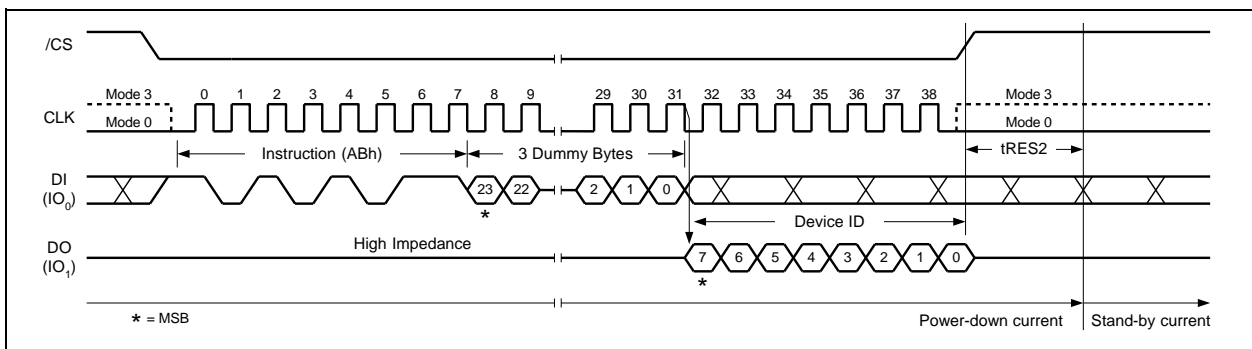 /CS
0 1 2 3 4 5 6 7 8 9 29 30 31 32 33 34 35 36 37 38
Mode 3 Mode 3
CLK
Mode 0 Mode 0
Instruction (ABh) 3 Dummy Bytes tRES2
DI
(IO0)
23 22 2 1 0
*
Device ID
High Impedance
DO
(IO1)
7 6 5 4 3 2 1 0
*
* = MSB
Power-down current Stand-by current